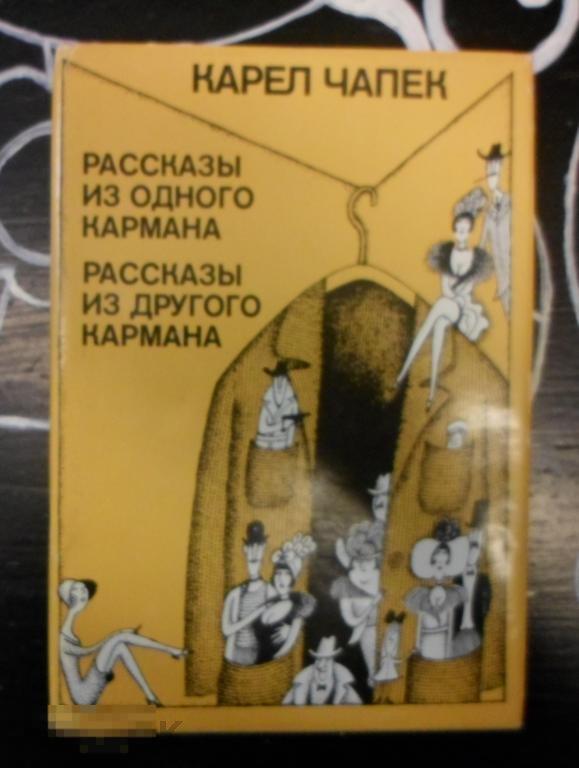 КАРЕЛ ЧАПЕК
РАССКАЗЫ
ИЗ ОДНОГО
КАРМАНА
РАССКАЗЫ
ИЗ ДРУГОГО
КАРМАНА